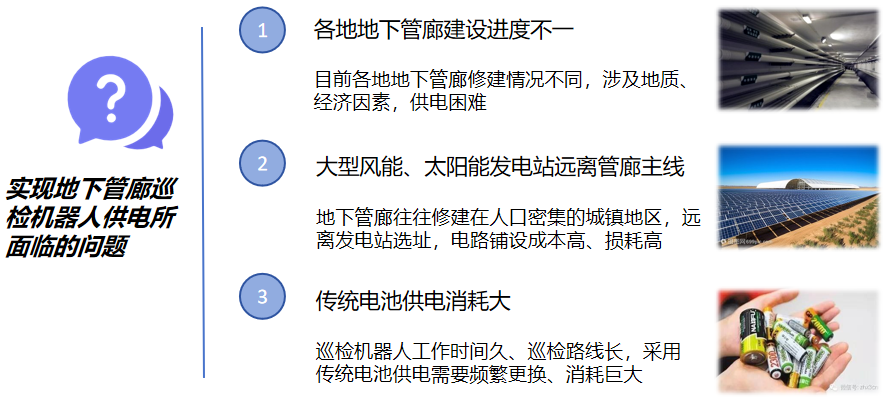 实现地下管廊巡
检机器人供电所
面临的问题
1
各地地下管廊建设进度不一
目前各地地下管廊修建情况不同，涉及地质、
经济因素，供电困难
2
大型风能、太阳能发电站远离管廊主线
地下管廊往往修建在人口密集的城镇地区，远
离发电站选址，电路铺设成本高、损耗高
3
传统电池供电消耗大
巡检机器人工作时间久、巡检路线长，采用
传统电池供电需要频繁更换、消耗巨大